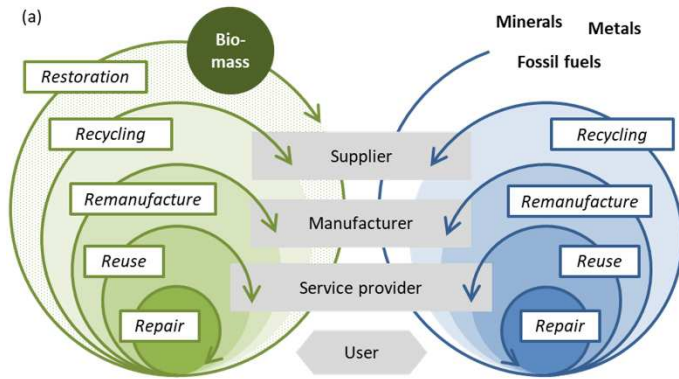 (a)
Bio-
mass
Minerals
Metals
Fossil fuels
Restoration
Recycling
Remanufacture
Reuse
Repair
Supplier
Manufacturer
Service provider
User
Recycling
Remanufacture
Reuse
Repair